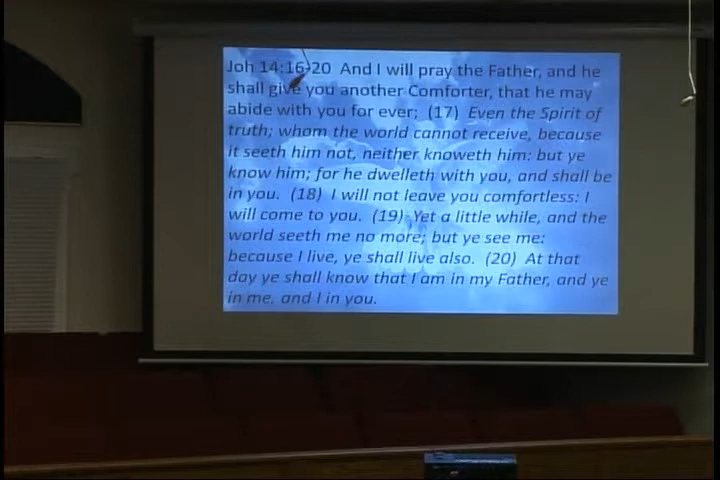 Joh 14:16-20 And I will pray the Father, and he
shall give you another Comforter, that he may
abide with you for ever; (17) Even the Spirit of
truth; whom the world cannot receive, because
it seeth him not, neither knoweth him: but ye
know him; for he dwelleth with you, and shall be
in you. (18) I will not leave you comfortless: I
will come to you. (19) Yet a little while, and the
world seeth me no more; but ye see me:
because I live, ye shall live also. (20) At that
day ye shall know that I am in my Father, and ye
in me, and I in you.